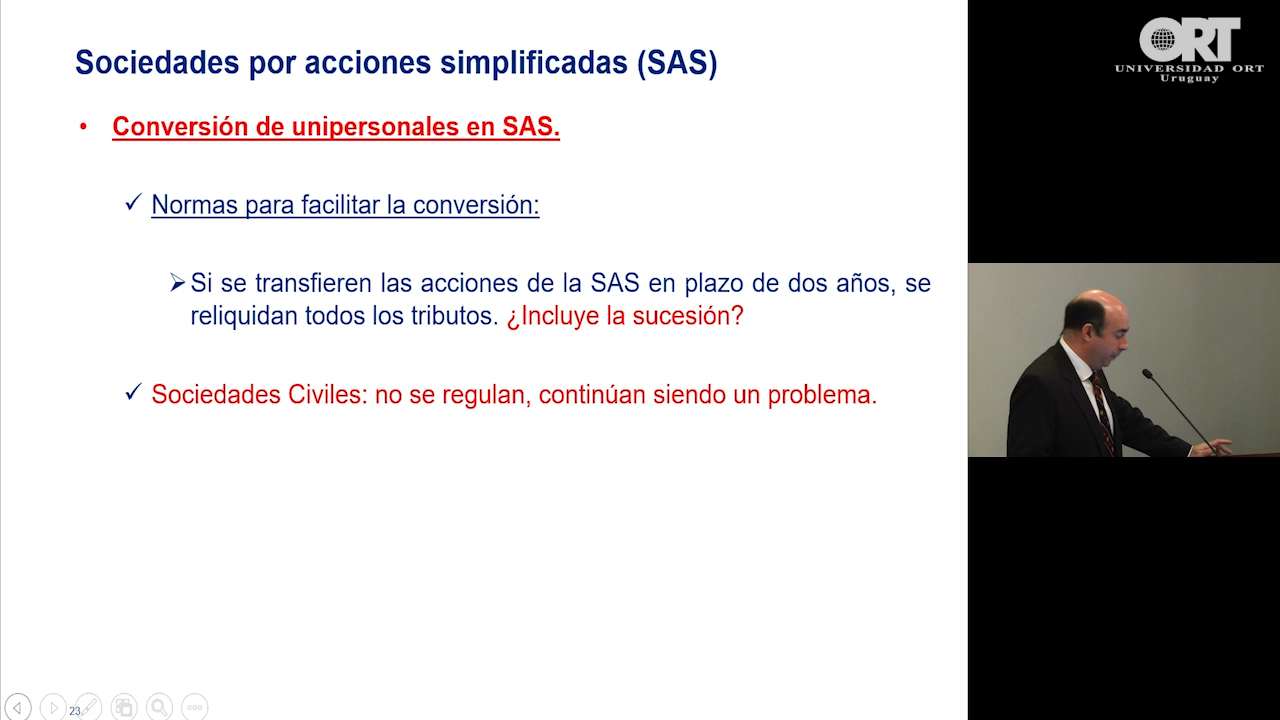 Sociedades por acciones simplificadas (SAS)
• Conversión de unipersonales en SAS.
✓ Normas para facilitar la conversión:
➢ Si se transfieren las acciones de la SAS en plazo de dos años, se
reliquidan todos los tributos. ¿Incluye la sucesión?
✓ Sociedades Civiles: no se regulan, continúan siendo un problema.
23
ORT
UNIVERSIDAD ORT
Uruguay